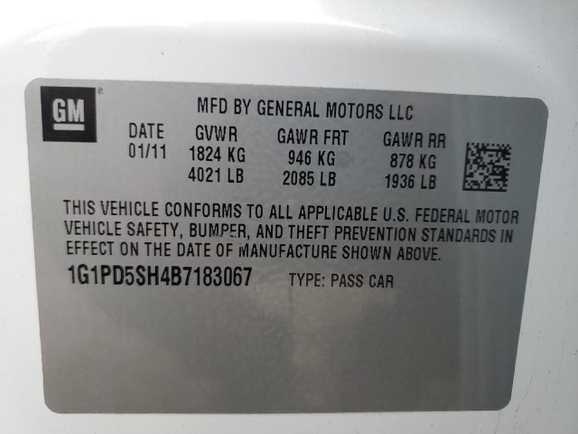 GM ®
MFD BY GENERAL MOTORS LLC
DATE GVWR GAWR FRT GAWR RR
01/11 1824 KG 946 KG 878 KG
4021 LB 2085 LB 1936 LB
THIS VEHICLE CONFORMS TO ALL APPLICABLE U.S. FEDERAL MOTOR
VEHICLE SAFETY, BUMPER, AND THEFT PREVENTION STANDARDS IN
EFFECT ON THE DATE OF MANUFACTURE SHOWN ABOVE.
1G1PD5SH4B7183067 TYPE: PASS CAR